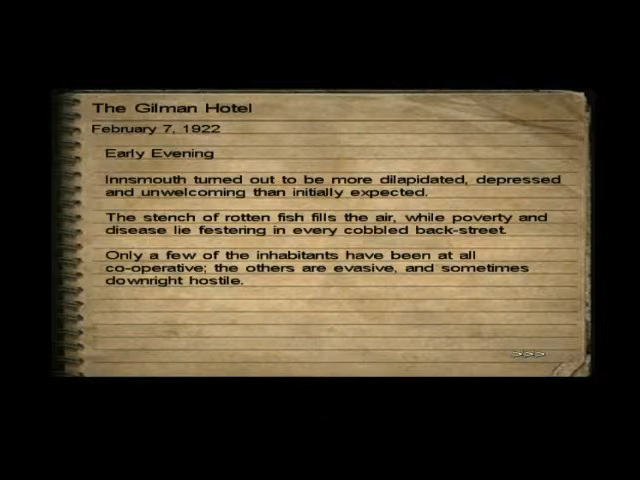 The Gilman Hotel
February 7, 1922
Early Evening
Innsmouth turned out to be more dilapidated, depressed
and unwelcoming than initially expected.
The stench of rotten fish fills the air, while poverty and
disease lie festering in every cobbled back-street.
Only a few of the inhabitants have been at all
co-operative; the others are evasive, and sometimes
downright hostile.
>>>